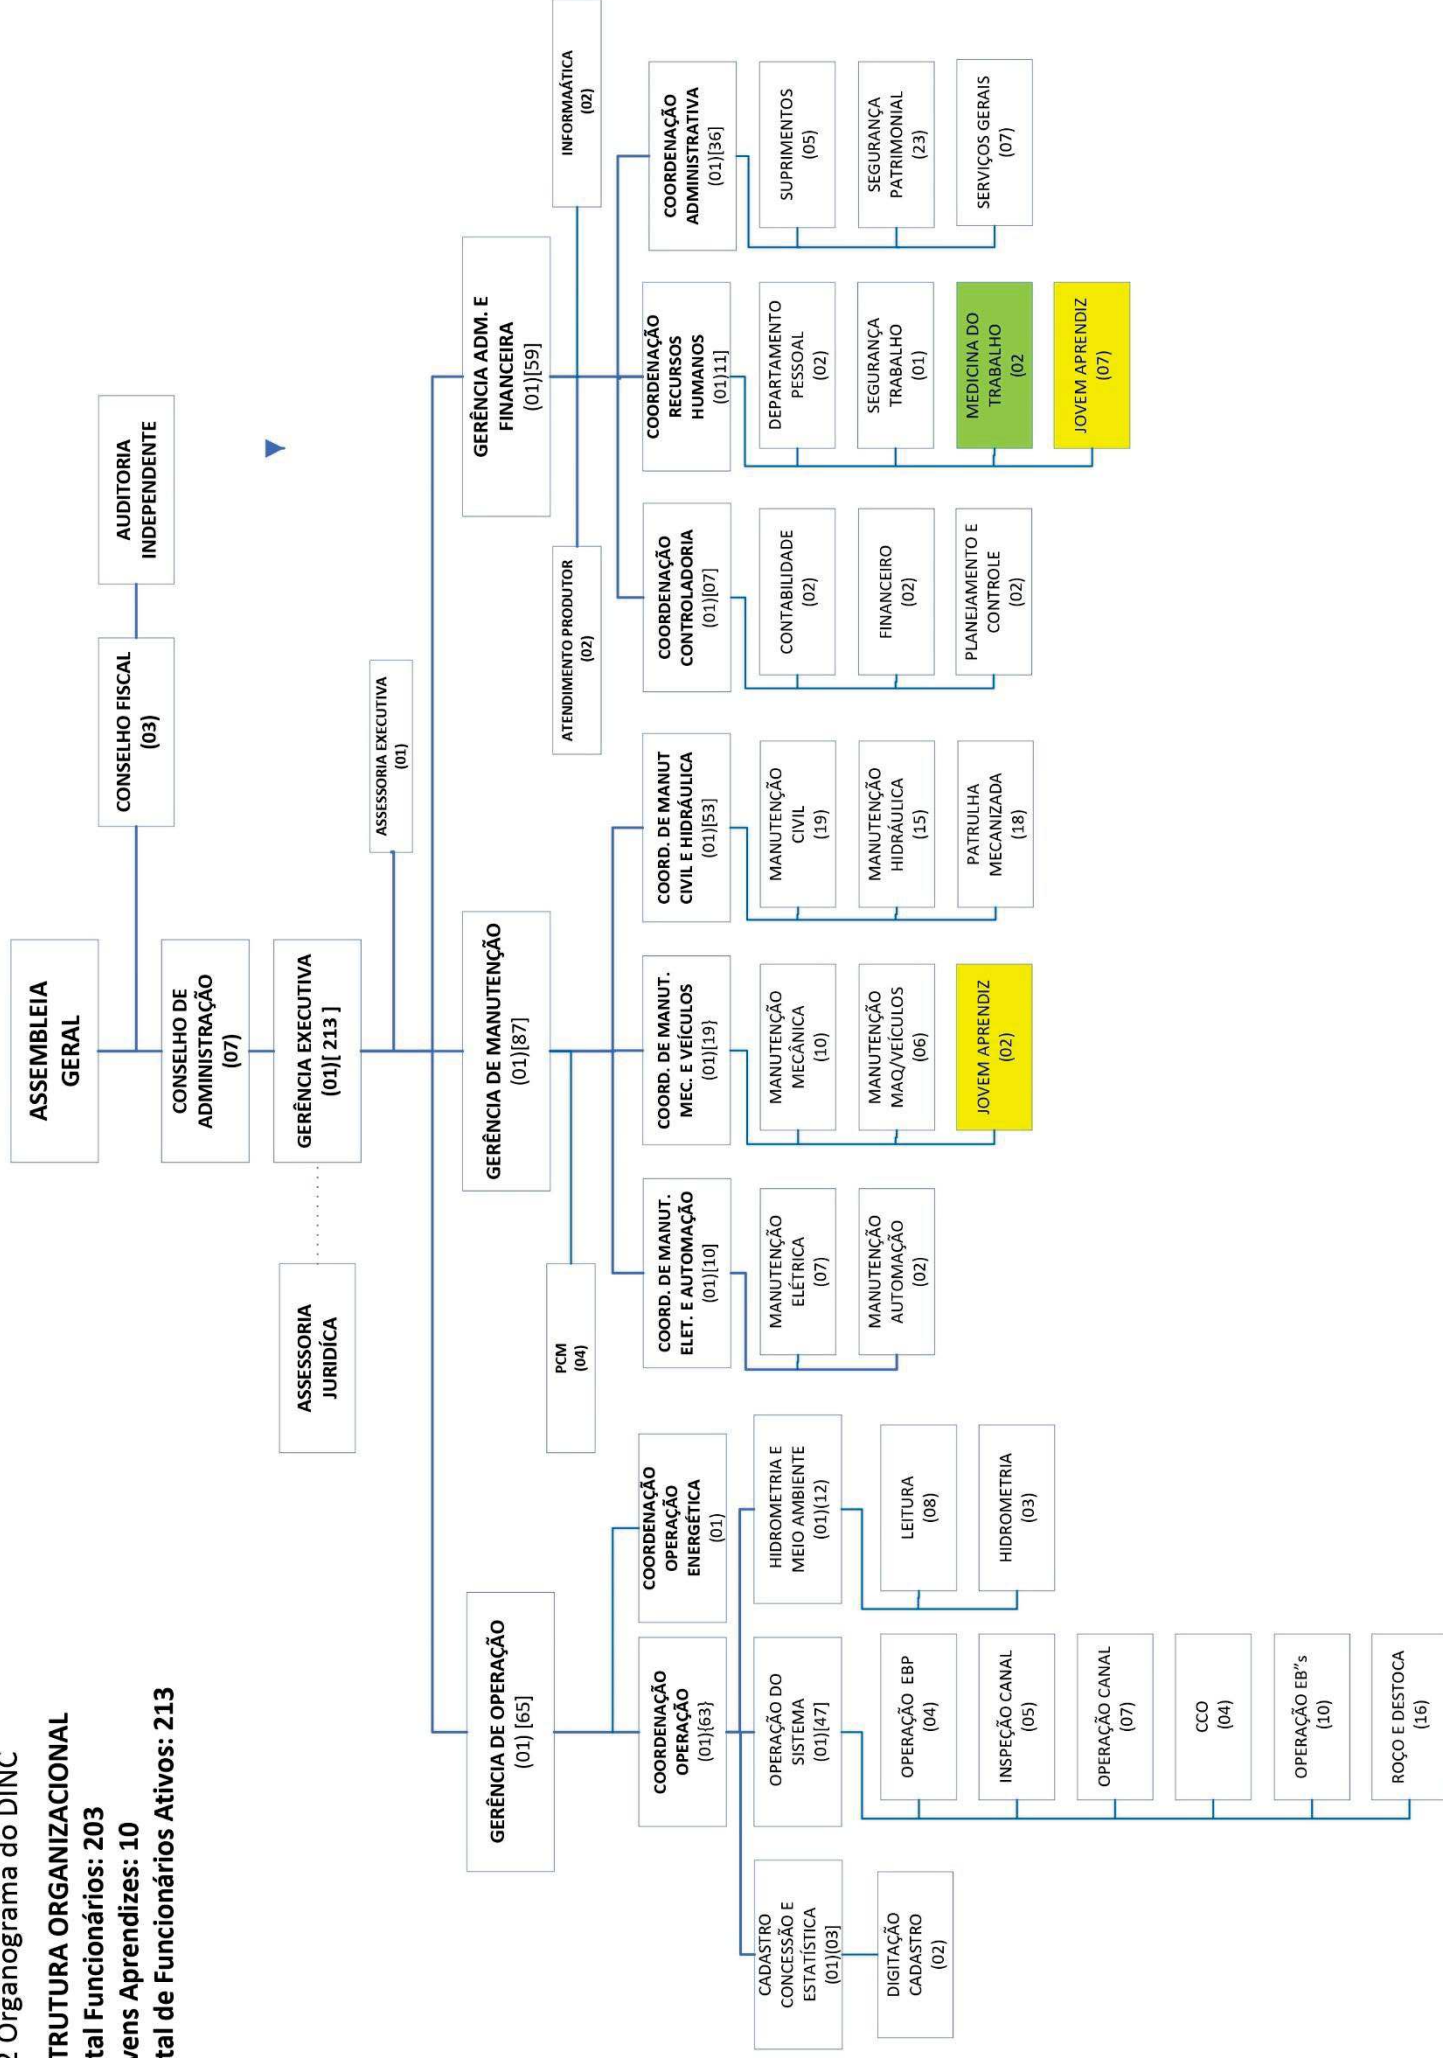 2 Organograma do DINC
TRUTURA ORGANIZACIONAL
tal Funcionários: 203
vens Aprendizes: 10
tal de Funcionários Ativos: 213
ASSEMBLEIA
GERAL
CONSELHO FISCAL
(03)
AUDITORIA
INDEPENDENTE
CONSELHO DE
ADMINISTRAÇÃO
(07)
ASSESSORIA
JURIDÍCA
GERÊNCIA EXECUTIVA
(01)[ 213 ]
ASSESSORIA EXECUTIVA
(01)
GERÊNCIA DE OPERAÇÃO
(01) [65]
GERÊNCIA DE MANUTENÇÃO
(01)[87]
GERÊNCIA ADM. E
FINANCEIRA
(01)[59]
PCM
(04)
ATENDIMENTO PRODUTOR
(02)
INFORMAÁTICA
(02)
COORDENAÇÃO
OPERAÇÃO
(01){63}
COORDENAÇÃO
OPERAÇÃO
ENERGÉTICA
(01)
COORD. DE MANUT.
ELET. E AUTOMAÇÃO
(01)[10]
COORD. DE MANUT.
MEC. E VEÍCULOS
(01)[19}
COORD. DE MANUT
CIVIL E HIDRÁULICA
(01)[53]
COORDENAÇÃO
CONTROLADORIA
(01)[07]
COORDENAÇÃO
RECURSOS
HUMANOS
(01)11]
COORDENAÇÃO
ADMINISTRATIVA
(01)[36]
CADASTRO
CONCESSÃO E
ESTATÍSTICA
(01)(03]
OPERAÇÃO DO
SISTEMA
(01)[47]
HIDROMETRIA E
MEIO AMBIENTE
(01)(12)
MANUTENÇÃO
ELÉTRICA
(07)
MANUTENÇÃO
MECÂNICA
(10)
MANUTENÇÃO
CIVIL
(19)
CONTABILIDADE
(02)
DEPARTAMENTO
PESSOAL
(02)
SUPRIMENTOS
(05)
DIGITAÇÃO
CADASTRO
(02)
OPERAÇÃO EBP
(04)
LEITURA
(08)
MANUTENÇÃO
AUTOMAÇÃO
(02)
MANUTENÇÃO
MAQ/VEÍCULOS
(06)
MANUTENÇÃO
HIDRÁULICA
(15)
FINANCEIRO
(02)
SEGURANÇA
TRABALHO
(01)
SEGURANÇA
PATRIMONIAL
(23)
INSPEÇÃO CANAL
(05)
HIDROMETRIA
(03)
JOVEM APRENDIZ
(02)
PATRULHA
MECANIZADA
(18)
PLANEJAMENTO E
CONTROLE
(02)
MEDICINA DO
TRABALHO
(02
SERVIÇOS GERAIS
(07)
OPERAÇÃO CANAL
(07)
JOVEM APRENDIZ
(07)
CCO
(04)
OPERAÇÃO EB"s
(10)
ROÇO E DESTOCA
(16)